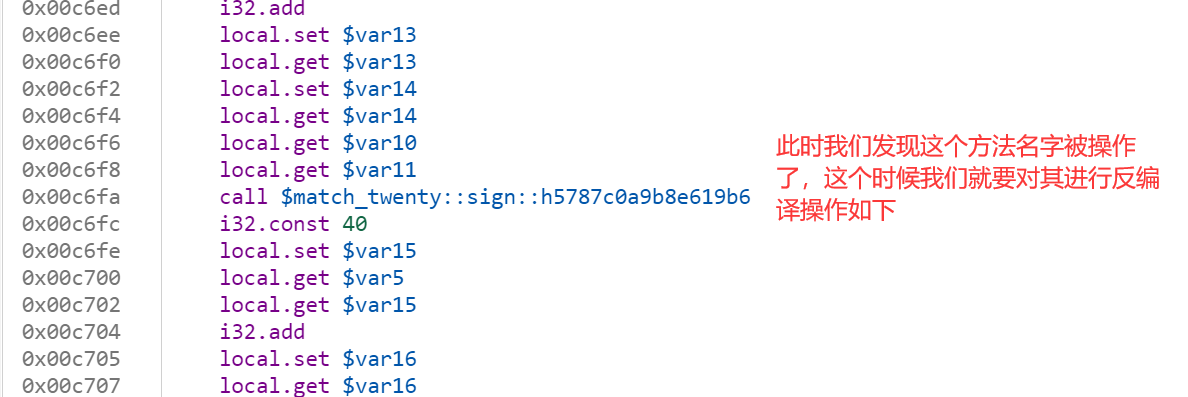 0x00c6ed i32.add
0x00c6ee local.set $var13
0x00c6f0 local.get $var13
0x00c6f2 local.set $var14
0x00c6f4 local.get $var14
0x00c6f6 local.get $var10
0x00c6f8 local.get $var11
0x00c6fa call $match_twenty::sign::h5787c0a9b8e619b6
0x00c6fc i32.const 40
0x00c6fe local.set $var15
0x00c700 local.get $var5
0x00c702 local.get $var15
0x00c704 i32.add
0x00c705 local.set $var16
0x00c707 local.get $var16
此时我们发现这个方法名字被操作
了，这个时候我们就要对其进行反编
译操作如下